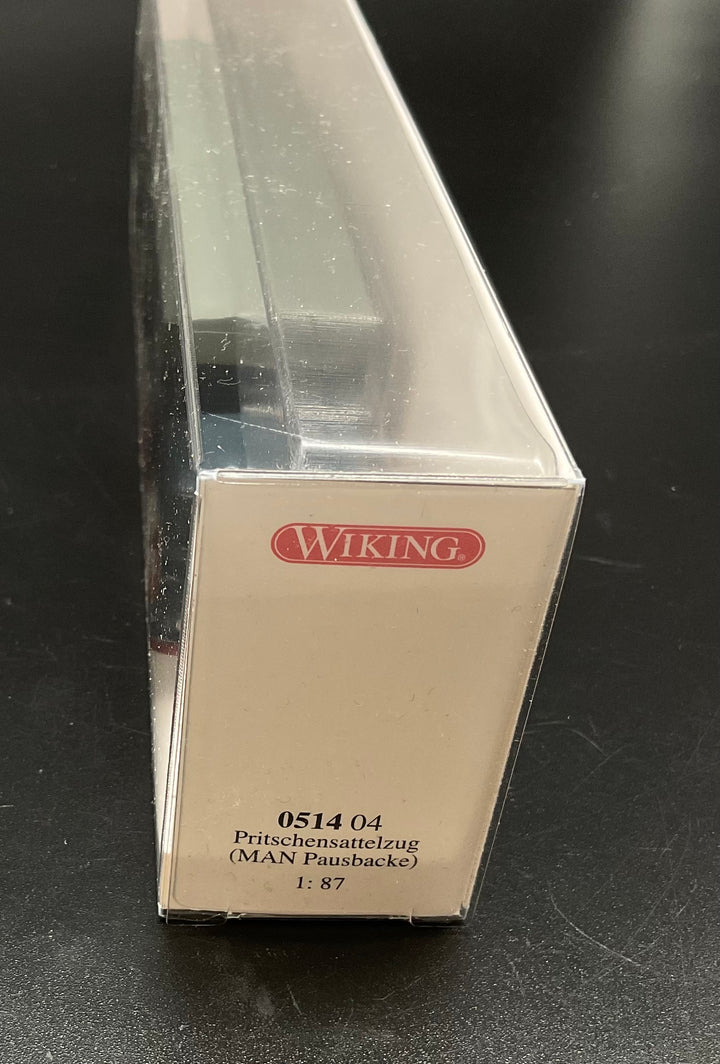 WIKING®
0514 04
Pritschensattelzug
(MAN Pausbacke)
1: 87